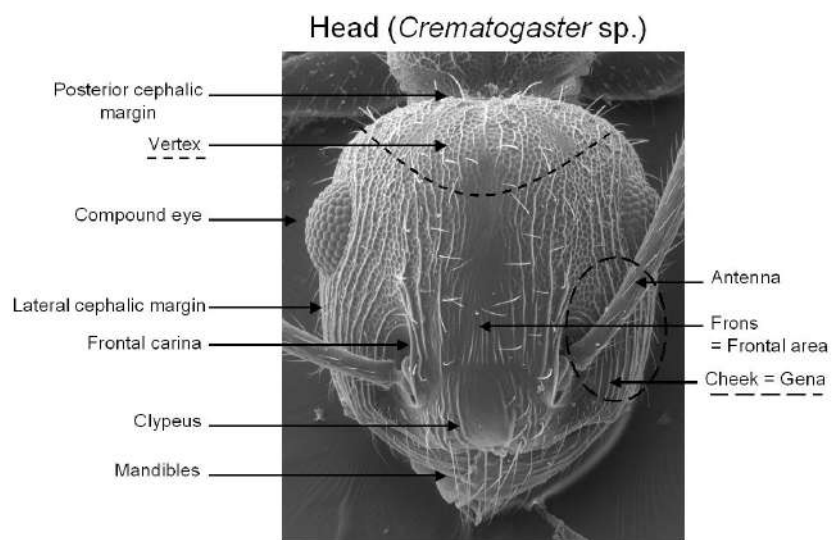 Head (Crematogaster sp.)
Posterior cephalic
margin
Vertex
Compound eye
Lateral cephalic margin
Frontal carina
Clypeus
Mandibles
Antenna
Frons
= Frontal area
Cheek = Gena